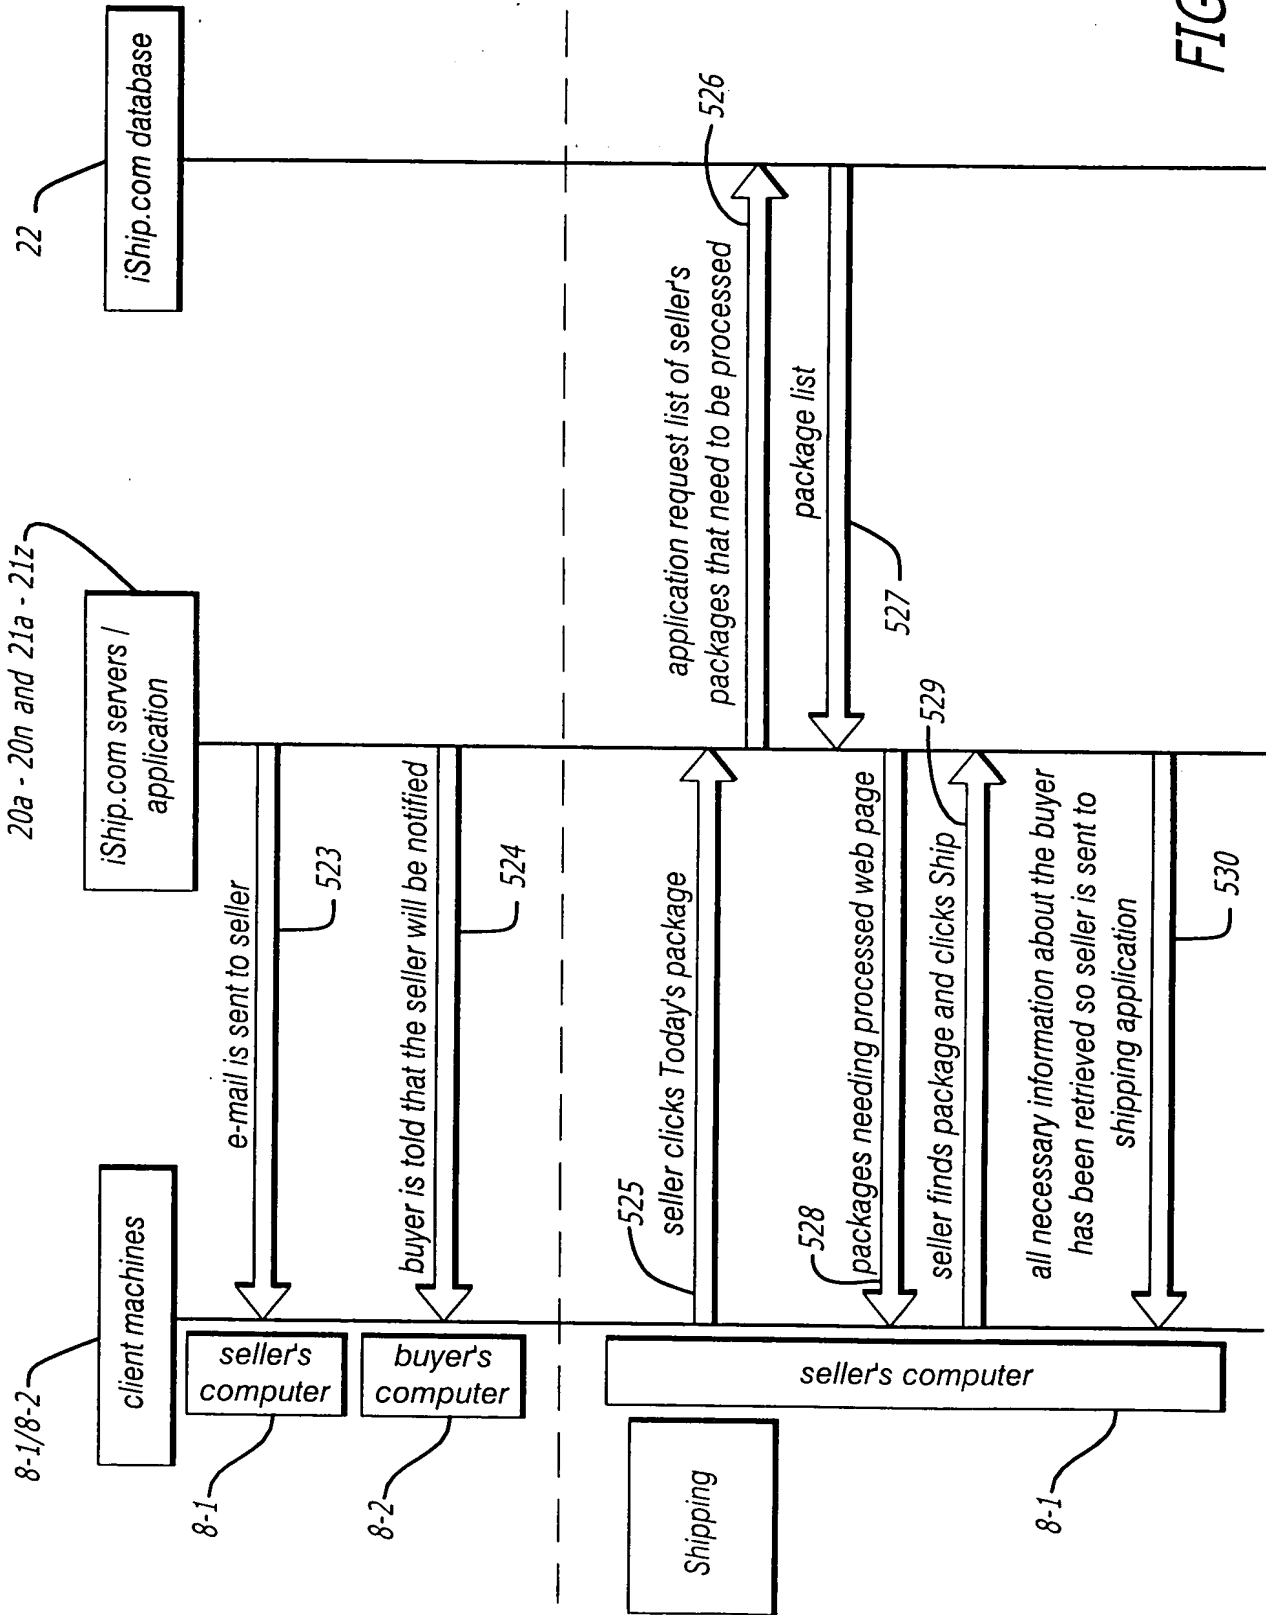 8-1/8-2
client machines
20a - 20n and 21a - 21z
iShip.com servers /
application
22
iShip.com database
8-1
seller's
computer
e-mail is sent to seller
523
8-2
buyer's
computer
buyer is told that the seller will be notified
524
Shipping
seller's computer
8-1
525
seller clicks Today's package
application request list of seller's
packages that need to be processed
526
package list
527
528
packages needing processed web page
seller finds package and clicks Ship
529
all necessary information about the buyer
has been retrieved so seller is sent to
shipping application
530
FIG